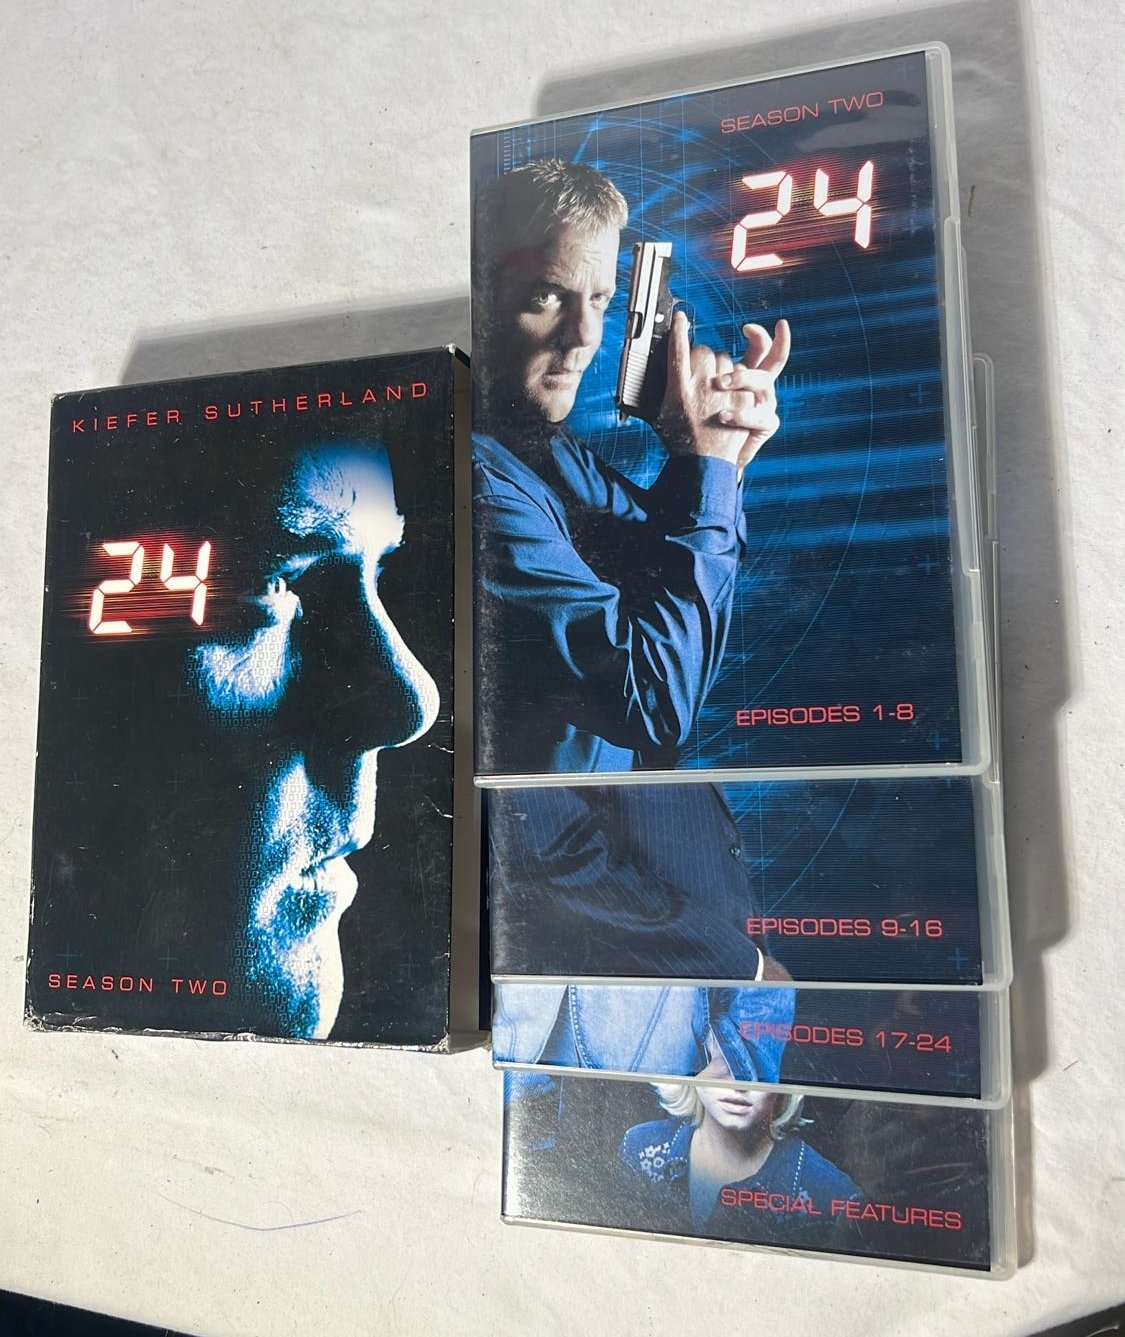 KIEFER SUTHERLAND
24
SEASON TWO
SEASON TWO
24
EPISODES 1-8
EPISODES 9-16
EPISODES 17-24
SPECIAL FEATURES